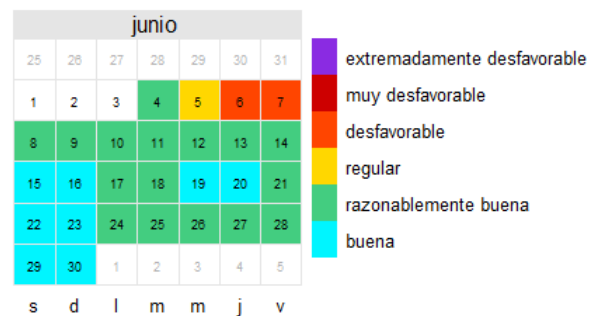 junio
25 26 27 28 29 30 31
1 2 3 4 5 6 7
8 9 10 11 12 13 14
15 16 17 18 19 20 21
22 23 24 25 26 27 28
29 30 1 2 3 4 5
s d l m m j v
extremadamente desfavorable
muy desfavorable
desfavorable
regular
razonablemente buena
buena